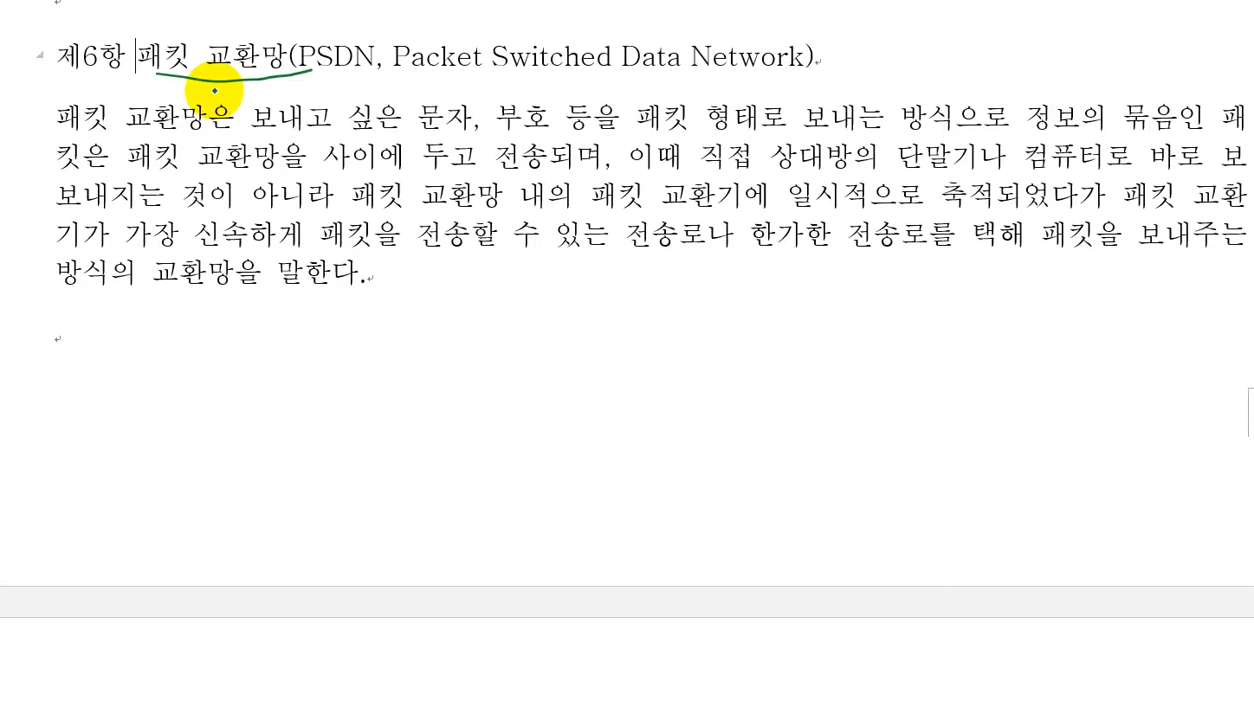 제6항 패킷 교환망(PSDN, Packet Switched Data Network)
패킷 교환망은 보내고 싶은 문자, 부호 등을 패킷 형태로 보내는 방식으로 정보의 묶음인 패
킷은 패킷 교환망을 사이에 두고 전송되며, 이때 직접 상대방의 단말기나 컴퓨터로 바로 보
보내지는 것이 아니라 패킷 교환망 내의 패킷 교환기에 일시적으로 축적되었다가 패킷 교환
기가 가장 신속하게 패킷을 전송할 수 있는 전송로나 한가한 전송로를 택해 패킷을 보내주는
방식의 교환망을 말한다.